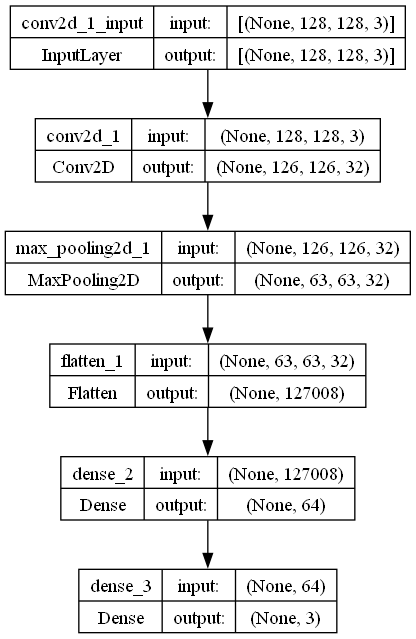 conv2d_1_input input: [(None, 128, 128, 3)]
InputLayer output: [(None, 128, 128, 3)]
conv2d_1 input: (None, 128, 128, 3)
Conv2D output: (None, 126, 126, 32)
max_pooling2d_1 input: (None, 126, 126, 32)
MaxPooling2D output: (None, 63, 63, 32)
flatten_1 input: (None, 63, 63, 32)
Flatten output: (None, 127008)
dense_2 input: (None, 127008)
Dense output: (None, 64)
dense_3 input: (None, 64)
Dense output: (None, 3)